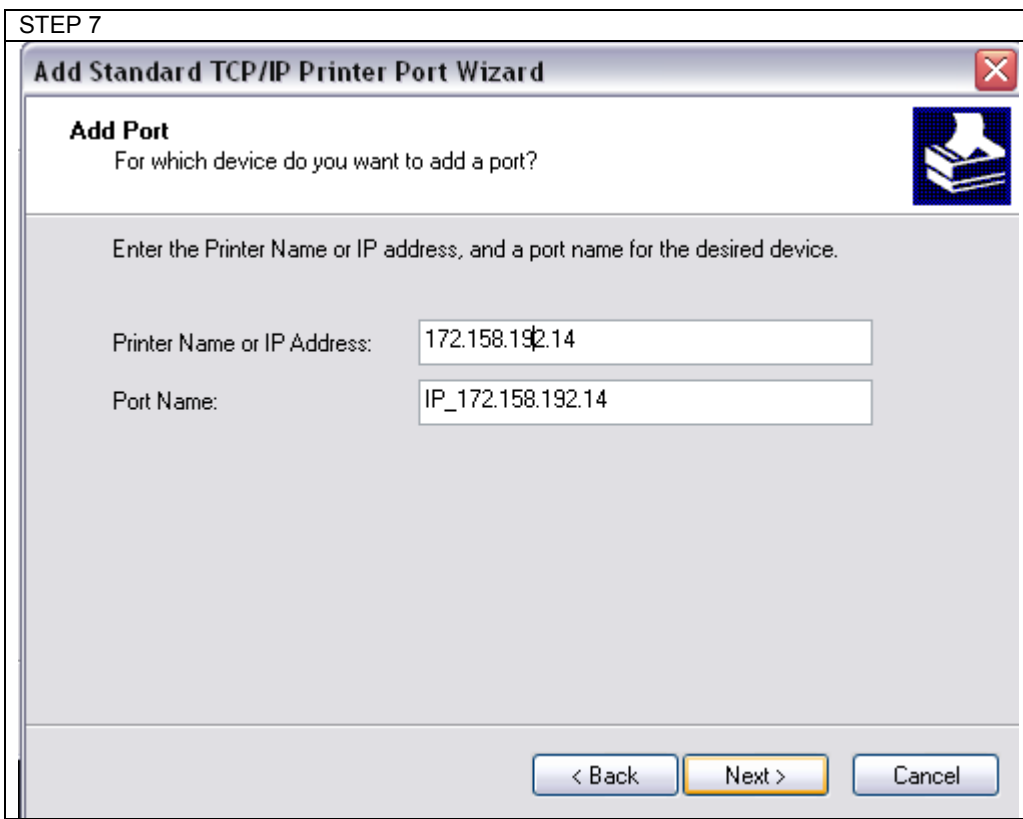 STEP 7
Add Standard TCP/IP Printer Port Wizard
Add Port
For which device do you want to add a port?
Enter the Printer Name or IP address, and a port name for the desired device.
Printer Name or IP Address: 172.158.192.14
Port Name: IP_172.158.192.14
< Back Next > Cancel